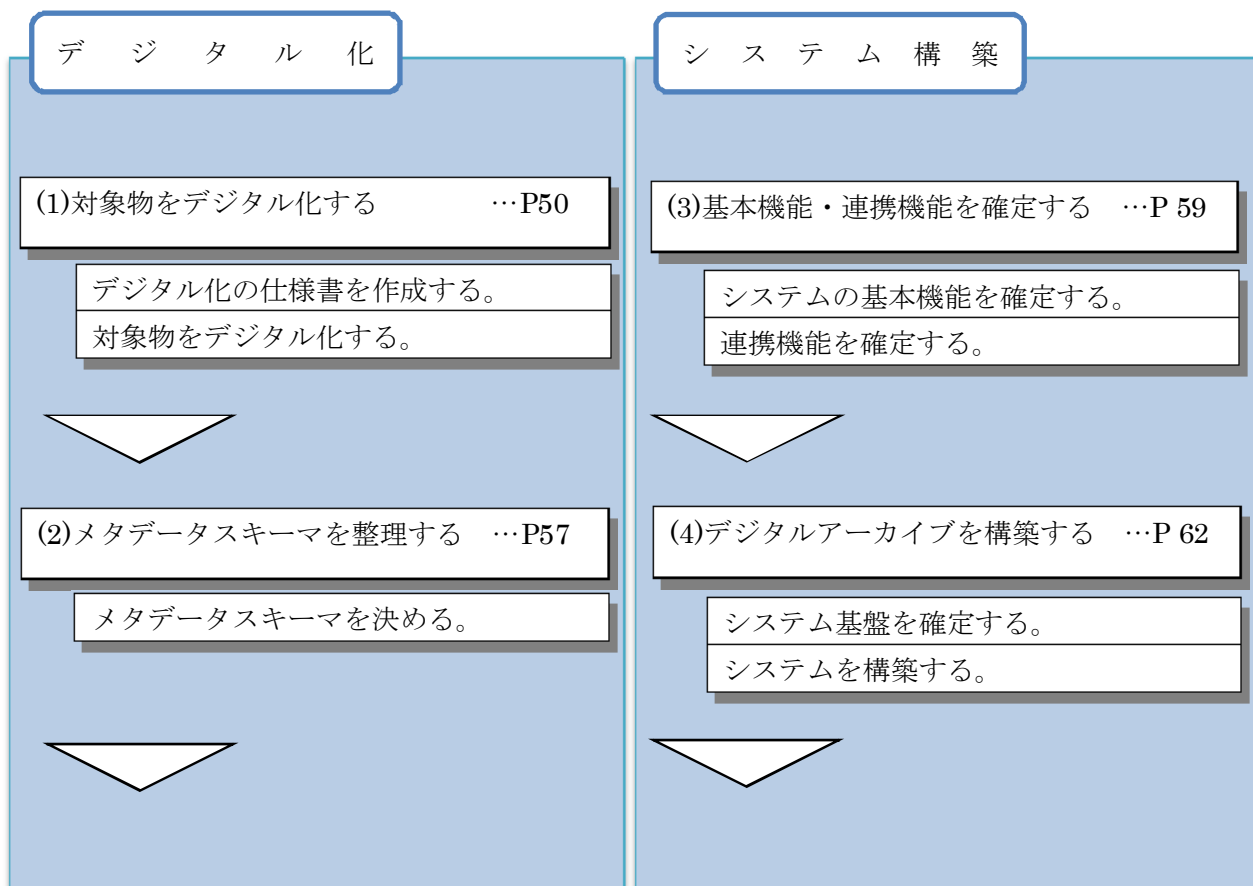 デジタル化
(1)対象物をデジタル化する …P50
デジタル化の仕様書を作成する。
対象物をデジタル化する。
(2)メタデータスキーマを整理する …P57
メタデータスキーマを決める。
システム構築
(3)基本機能・連携機能を確定する …P 59
システムの基本機能を確定する。
連携機能を確定する。
(4)デジタルアーカイブを構築する …P 62
システム基盤を確定する。
システムを構築する。